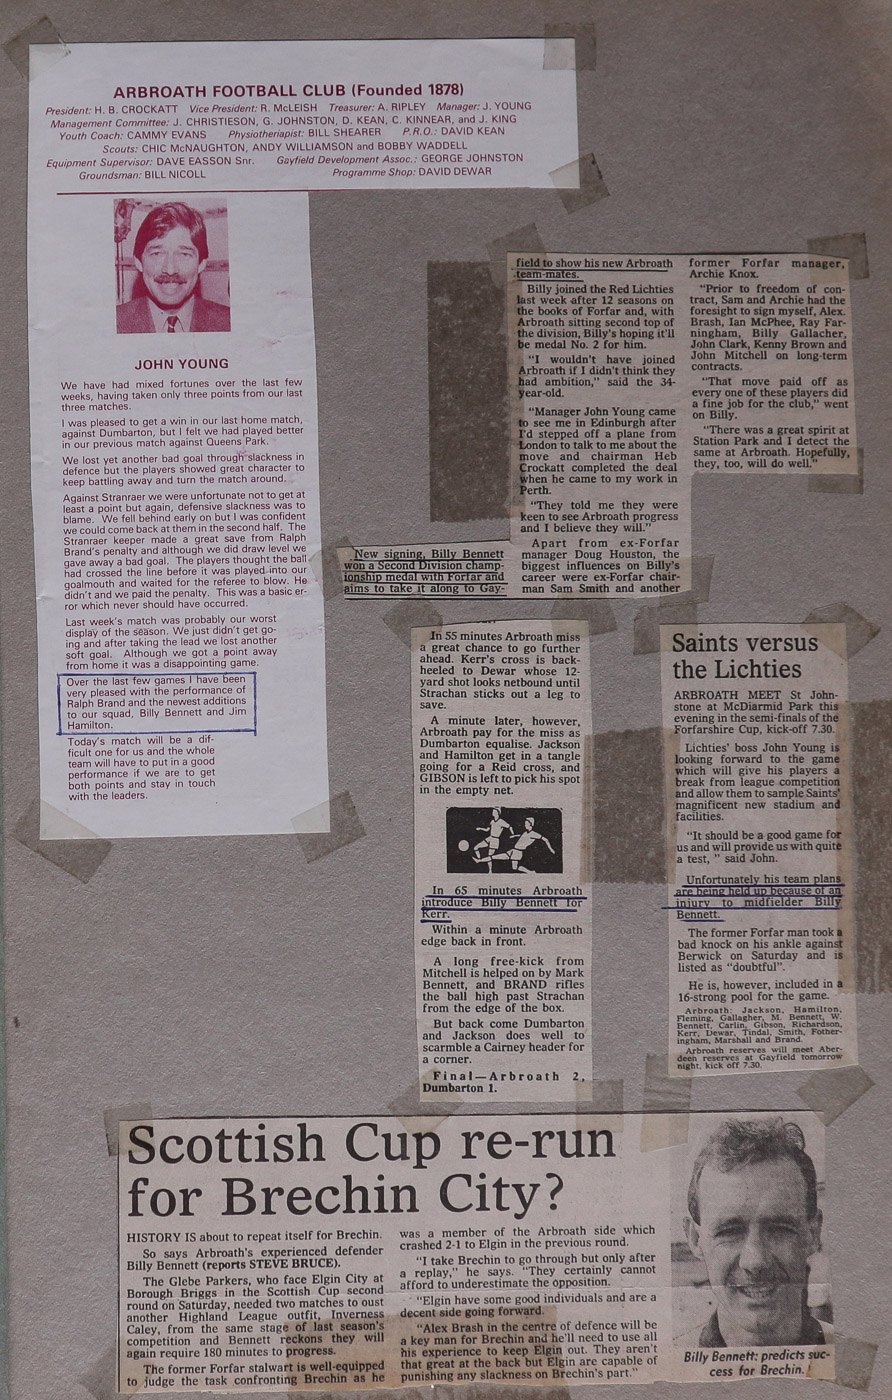 ARBROATH FOOTBALL CLUB (Founded 1878)
President: H. B. CROCKATT Vice President: R. McLEISH Treasurer: A. RIPLEY Manager: J. YOUNG
Management Committee: J. CHRISTIESON, G. JOHNSTON, D. KEAN, C. KINNEAR, and J. KING
Youth Coach: CAMMY EVANS Physiotheriapist: BILL SHEARER P.R.O.: DAVID KEAN
Scouts: CHIC McNAUGHTON, ANDY WILLIAMSON and BOBBY WADDELL
Equipment Supervisor: DAVE EASSON Snr. Gayfield Development Assoc.: GEORGE JOHNSTON
Groundsman: BILL NICOLL Programme Shop: DAVID DEWAR
JOHN YOUNG
We have had mixed fortunes over the last few
weeks, having taken only three points from our last
three matches.
I was pleased to get a win in our last home match,
against Dumbarton, but I felt we had played better
in our previous match against Queens Park.
We lost yet another bad goal through slackness in
defence but the players showed great character to
keep battling away and turn the match around.
Against Stranraer we were unfortunate not to get at
least a point but again, defensive slackness was to
blame. We fell behind early on but I was confident
we could come back at them in the second half. The
Stranraer keeper made a great save from Ralph
Brand's penalty and although we did draw level we
gave away a bad goal. The players thought the ball
had crossed the line before it was played into our
goalmouth and waited for the referee to blow. He
didn't and we paid the penalty. This was a basic er-
ror which never should have occurred.
Last week's match was probably our worst
display of the season. We just didn't get go-
ing and after taking the lead we lost another
soft goal. Although we got a point away
from home it was a disappointing game.
Over the last few games I have been
very pleased with the performance of
Ralph Brand and the newest additions
to our squad, Billy Bennett and Jim
Hamilton.
Today's match will be a dif-
ficult one for us and the whole
team will have to put in a good
performance if we are to get
both points and stay in touch
with the leaders.
New signing, Billy Bennett
won a Second Division champ-
ionship medal with Forfar and
aims to take it along to Gay-
field to show his new Arbroath
team-mates.
Billy joined the Red Lichties
last week after 12 seasons on
the books of Forfar and, with
Arbroath sitting second top of
the division, Billy's hoping it'll
be medal No. 2 for him.
"I wouldn't have joined
Arbroath if I didn't think they
had ambition," said the 34-
year-old.
"Manager John Young came
to see me in Edinburgh after
I'd stepped off a plane from
London to talk to me about the
move and chairman Heb
Crockatt completed the deal
when he came to my work in
Perth.
"They told me they were
keen to see Arbroath progress
and I believe they will."
Apart from ex-Forfar
manager Doug Houston, the
biggest influences on Billy's
career were ex-Forfar chair-
man Sam Smith and another
former Forfar manager,
Archie Knox.
"Prior to freedom of con-
tract, Sam and Archie had the
foresight to sign myself, Alex.
Brash, Ian McPhee, Ray Far-
ningham, Billy Gallacher,
John Clark, Kenny Brown and
John Mitchell on long-term
contracts.
"That move paid off as
every one of these players did
a fine job for the club," went
on Billy.
"There was a great spirit at
Station Park and I detect the
same at Arbroath. Hopefully,
they, too, will do well."
In 55 minutes Arbroath miss
a great chance to go further
ahead. Kerr's cross is back-
heeled to Dewar whose 12-
yard shot looks netbound until
Strachan sticks out a leg to
save.
A minute later, however,
Arbroath pay for the miss as
Dumbarton equalise. Jackson
and Hamilton get in a tangle
going for a Reid cross, and
GIBSON is left to pick his spot
in the empty net.
In 65 minutes Arbroath
introduce Billy Bennett for
Kerr.
Within a minute Arbroath
edge back in front.
A long free-kick from
Mitchell is helped on by Mark
Bennett, and BRAND rifles
the ball high past Strachan
from the edge of the box.
But back come Dumbarton
and Jackson does well to
scarmble a Cairney header for
a corner.
Final—Arbroath 2,
Dumbarton 1.
Saints versus
the Lichties
ARBROATH MEET St John-
stone at McDiarmid Park this
evening in the semi-finals of the
Forfarshire Cup, kick-off 7.30.
Lichties' boss John Young is
looking forward to the game
which will give his players a
break from league competition
and allow them to sample Saints'
magnificent new stadium and
facilities.
"It should be a good game for
us and will provide us with quite
a test, " said John.
Unfortunately his team plans
are being held up because of an
injury to midfielder Billy
Bennett.
The former Forfar man took a
bad knock on his ankle against
Berwick on Saturday and is
listed as "doubtful".
He is, however, included in a
16-strong pool for the game.
Arbroath: Jackson, Hamilton,
Fleming, Gallagher, M. Bennett, W.
Bennett, Carlin, Gibson, Richardson,
Kerr, Dewar, Tindal, Smith, Fother-
ingham, Marshall and Brand.
Arbroath reserves will meet Aber-
deen reserves at Gayfield tomorrow
night, kick off 7.30.
Scottish Cup re-run
for Brechin City?
HISTORY IS about to repeat itself for Brechin.
So says Arbroath's experienced defender
Billy Bennett (reports STEVE BRUCE).
The Glebe Parkers, who face Elgin City at
Borough Briggs in the Scottish Cup second
round on Saturday, needed two matches to oust
another Highland League outfit, Inverness
Caley, from the same stage of last season's
competition and Bennett reckons they will
again require 180 minutes to progress.
The former Forfar stalwart is well-equipped
to judge the task confronting Brechin as he
was a member of the Arbroath side which
crashed 2-1 to Elgin in the previous round.
"I take Brechin to go through but only after
a replay," he says. "They certainly cannot
afford to underestimate the opposition.
"Elgin have some good individuals and are a
decent side going forward.
"Alex Brash in the centre of defence will be
a key man for Brechin and he'll need to use all
his experience to keep Elgin out. They aren't
that great at the back but Elgin are capable of
punishing any slackness on Brechin's part."
Billy Bennett: predicts suc-
cess for Brechin.